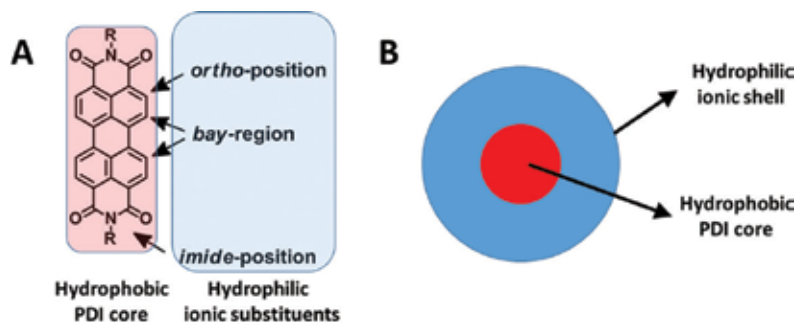 A
R
O
N
O
ortho-position
bay-region
O
N
O
R
imide-position
Hydrophobic
PDI core
Hydrophilic
ionic substituents
B
Hydrophilic
ionic shell
Hydrophobic
PDI core